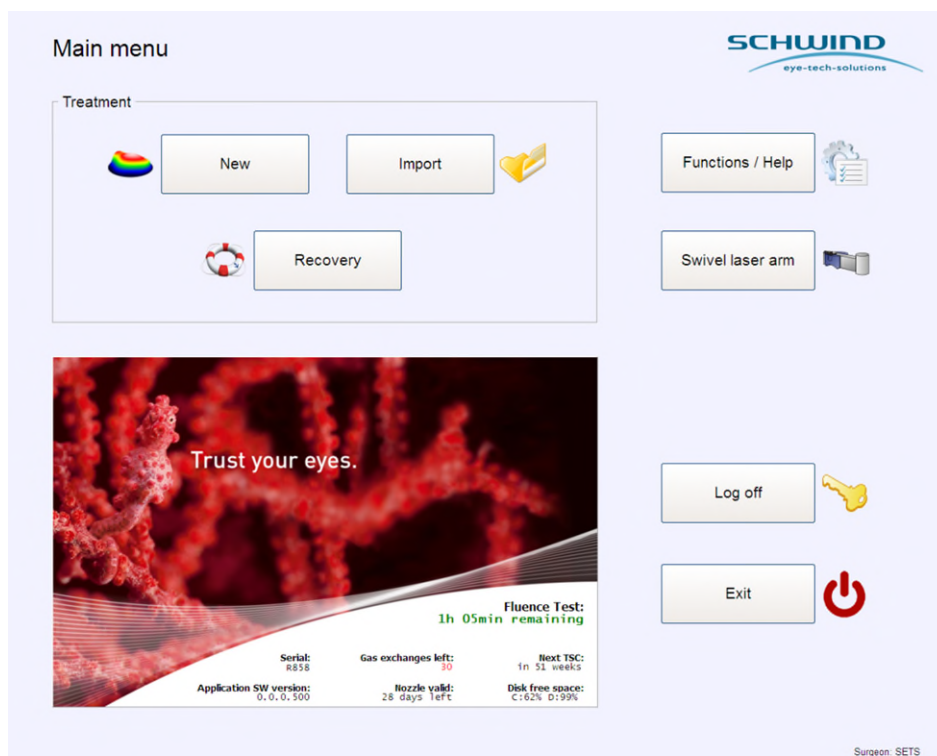 Main menu
SCHWIND
eye-tech-solutions
Treatment
New
Import
Functions / Help
Recovery
Swivel laser arm
Trust your eyes.
Log off
Exit
Fluence Test:
1h 05min remaining
Serial:
R858
Gas exchanges left:
30
Next TSC:
in 51 weeks
Application SW version:
0.0.0.500
Nozzle valid:
28 days left
Disk free space:
C:62% D:99%
Surgeon: SETS